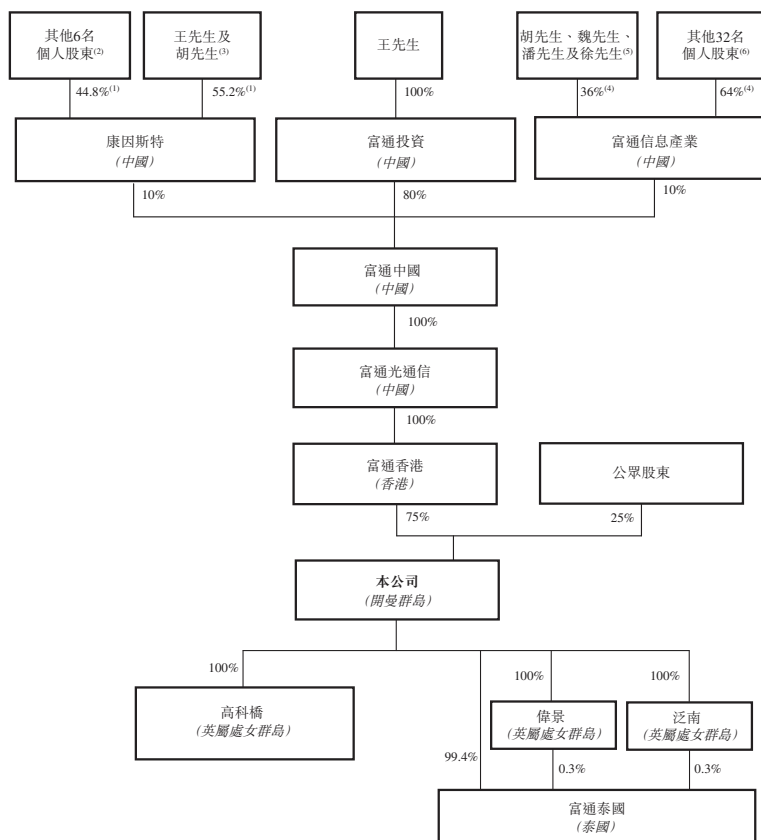 其他6名
個人股東(2)
王先生及
胡先生(3)
王先生
胡先生、魏先生、
潘先生及徐先生(5)
其他32名
個人股東(6)
44.8%(1)
55.2%(1)
100%
36%(4)
64%(4)
康因斯特
(中國)
富通投資
(中國)
富通信息產業
(中國)
10%
80%
10%
富通中國
(中國)
100%
富通光通信
(中國)
100%
富通香港
(香港)
公眾股東
75%
25%
本公司
(開曼群島)
100%
100%
100%
高科橋
(英屬處女群島)
偉景
(英屬處女群島)
泛南
(英屬處女群島)
99.4%
0.3%
0.3%
富通泰國
(泰國)